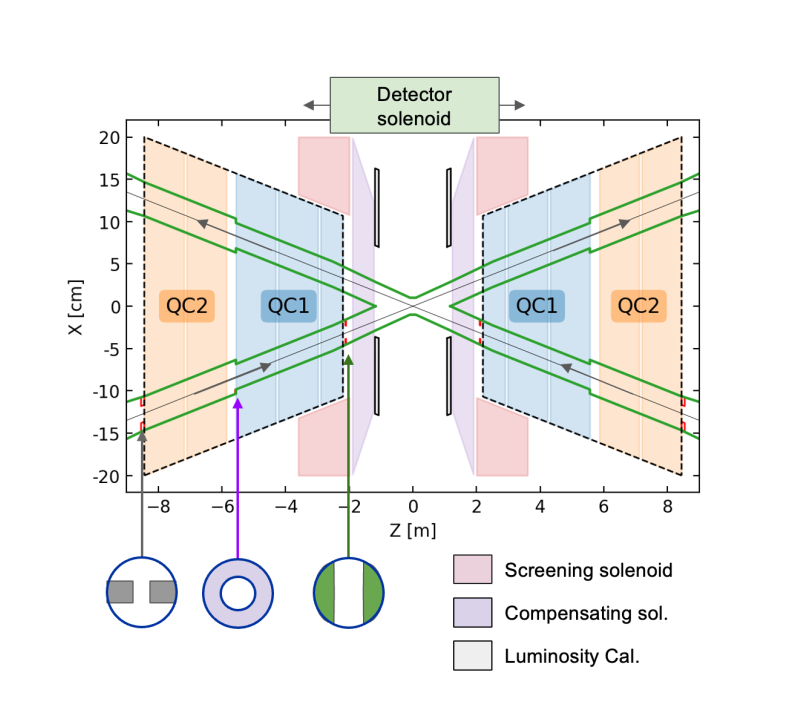 Detector
solenoid
20
15
10
5
0
-5
-10
-15
-20
X [cm]
QC2
QC1
QC1
QC2
−8
−6
−4
−2
0
2
4
6
8
Z [m]
Screening solenoid
Compensating sol.
Luminosity Cal.